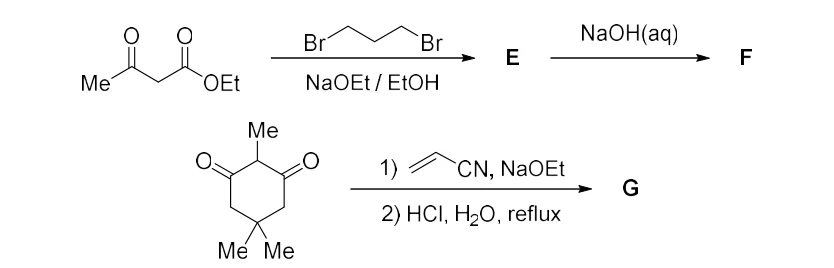 O O Br Br NaOH(aq)
Me OEt E F
NaOEt / EtOH
Me
O O 1) CN, NaOEt
G
2) HCl, H₂O, reflux
Me Me